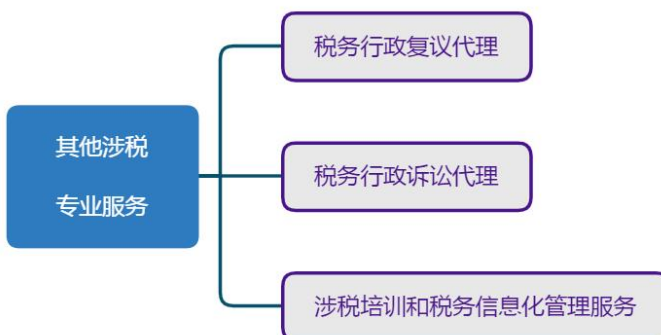 其他涉税
专业服务
税务行政复议代理
税务行政诉讼代理
涉税培训和税务信息化管理服务